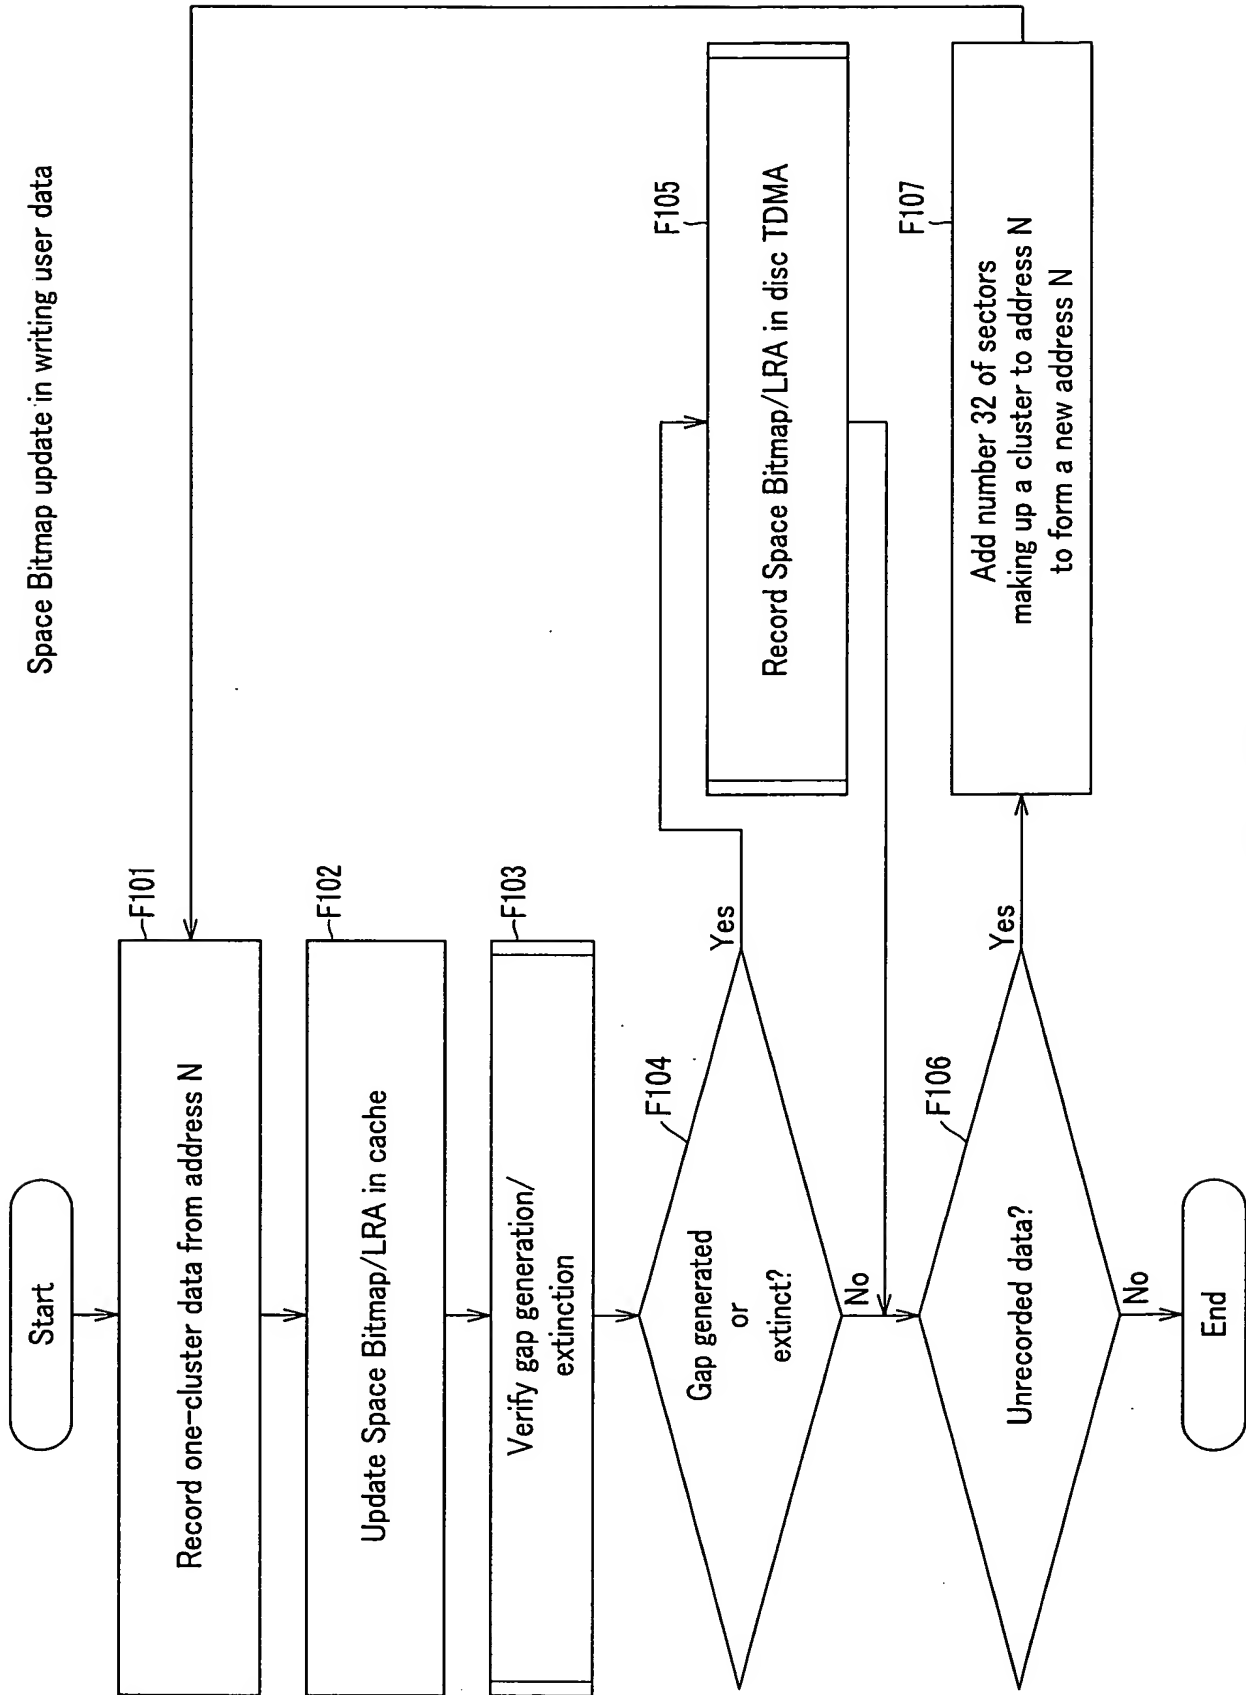 Space Bitmap update in writing user data
Start
F101
Record one-cluster data from address N
F102
Update Space Bitmap/LRA in cache
F103
Verify gap generation/
extinction
F104
Gap generated
or
extinct?
Yes
No
F105
Record Space Bitmap/LRA in disc TDMA
F106
Unrecorded data?
Yes
No
F107
Add number 32 of sectors
making up a cluster to address N
to form a new address N
End